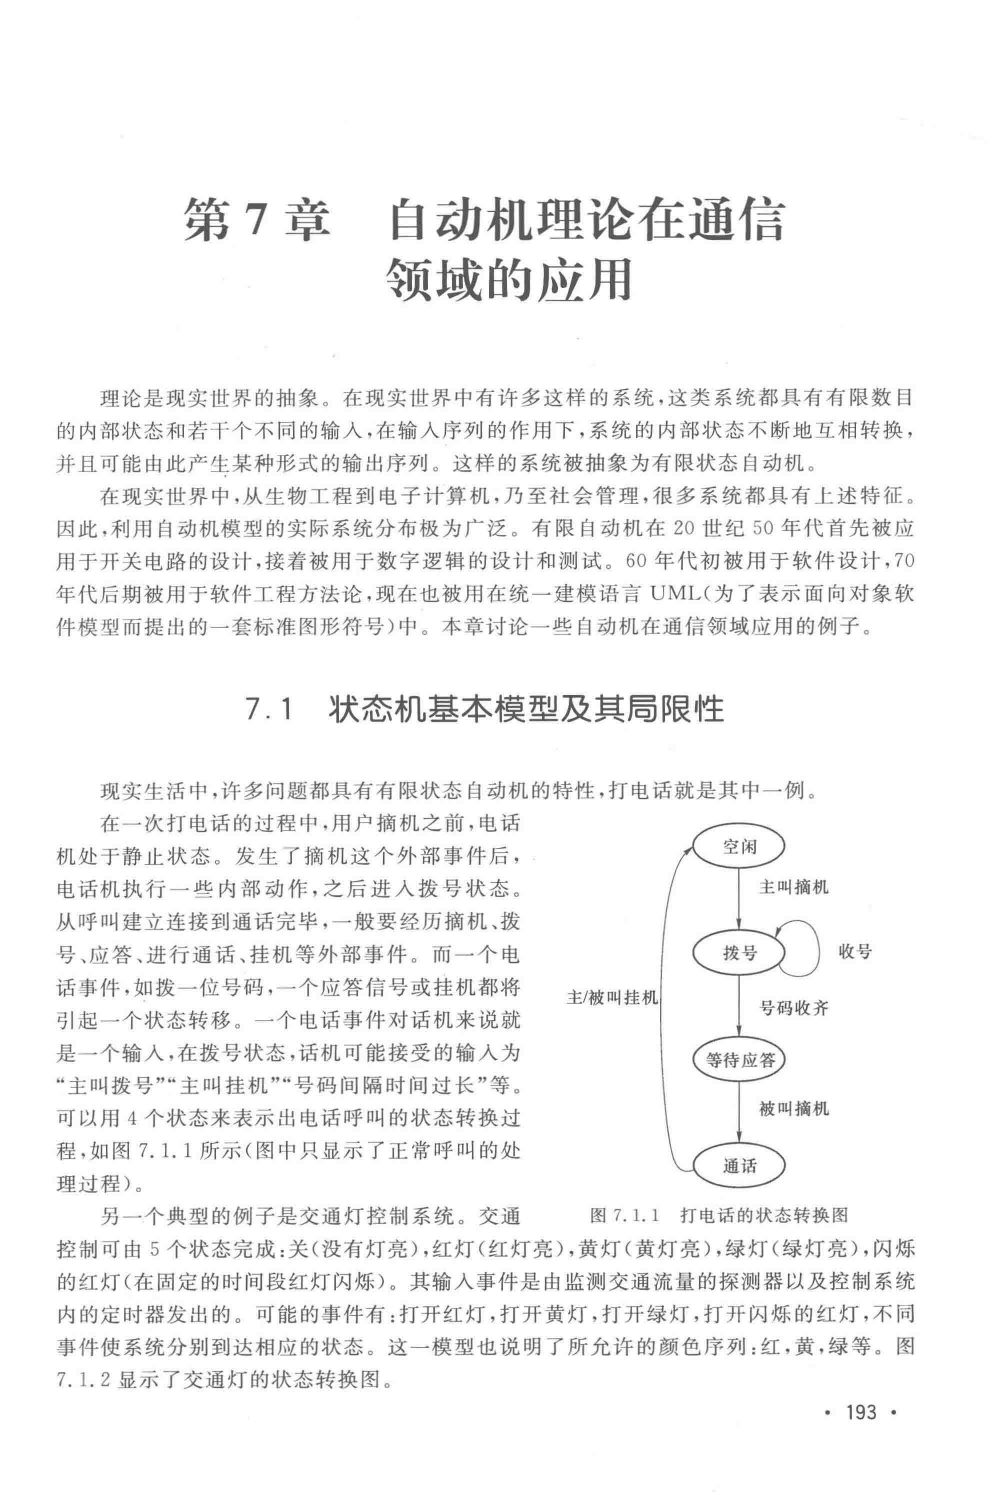 第 7 章 自动机理论在通信
领域的应用
理论是现实世界的抽象。在现实世界中有许多这样的系统,这类系统都具有有限数目
的内部状态和若干个不同的输入,在输入序列的作用下,系统的内部状态不断地互相转换,
并且可能由此产生某种形式的输出序列。这样的系统被抽象为有限状态自动机。
在现实世界中,从生物工程到电子计算机,乃至社会管理,很多系统都具有上述特征。
因此,利用自动机模型的实际系统分布极为广泛。有限自动机在 20 世纪 50 年代首先被应
用于开关电路的设计,接着被用于数字逻辑的设计和测试。60 年代初被用于软件设计,70
年代后期被用于软件工程方法论,现在也被用在统一建模语言 UML(为了表示面向对象软
件模型而提出的一套标准图形符号)中。本章讨论一些自动机在通信领域应用的例子。
7.1 状态机基本模型及其局限性
现实生活中,许多问题都具有有限状态自动机的特性,打电话就是其中一例。
在一次打电话的过程中,用户摘机之前,电话
机处于静止状态。发生了摘机这个外部事件后,
电话机执行一些内部动作,之后进入拨号状态。
从呼叫建立连接到通话完毕,一般要经历摘机、拨
号、应答、进行通话、挂机等外部事件。而一个电
话事件,如拨一位号码,一个应答信号或挂机都将
引起一个状态转移。一个电话事件对话机来说就
是一个输入,在拨号状态,话机可能接受的输入为
“主叫拨号”“主叫挂机”“号码间隔时间过长”等。
可以用 4 个状态来表示出电话呼叫的状态转换过
程,如图 7.1.1 所示(图中只显示了正常呼叫的处
理过程)。
空闲
主叫摘机
拨号
收号
主/被叫挂机
号码收齐
等待应答
被叫摘机
通话
图 7.1.1 打电话的状态转换图
另一个典型的例子是交通灯控制系统。交通
控制可由 5 个状态完成:关(没有灯亮),红灯(红灯亮),黄灯(黄灯亮),绿灯(绿灯亮),闪烁
的红灯(在固定的时间段红灯闪烁)。其输入事件是由监测交通流量的探测器以及控制系统
内的定时器发出的。可能的事件有:打开红灯,打开黄灯,打开绿灯,打开闪烁的红灯,不同
事件使系统分别到达相应的状态。这一模型也说明了所允许的颜色序列:红,黄,绿等。图
7.1.2 显示了交通灯的状态转换图。
· 193 ·